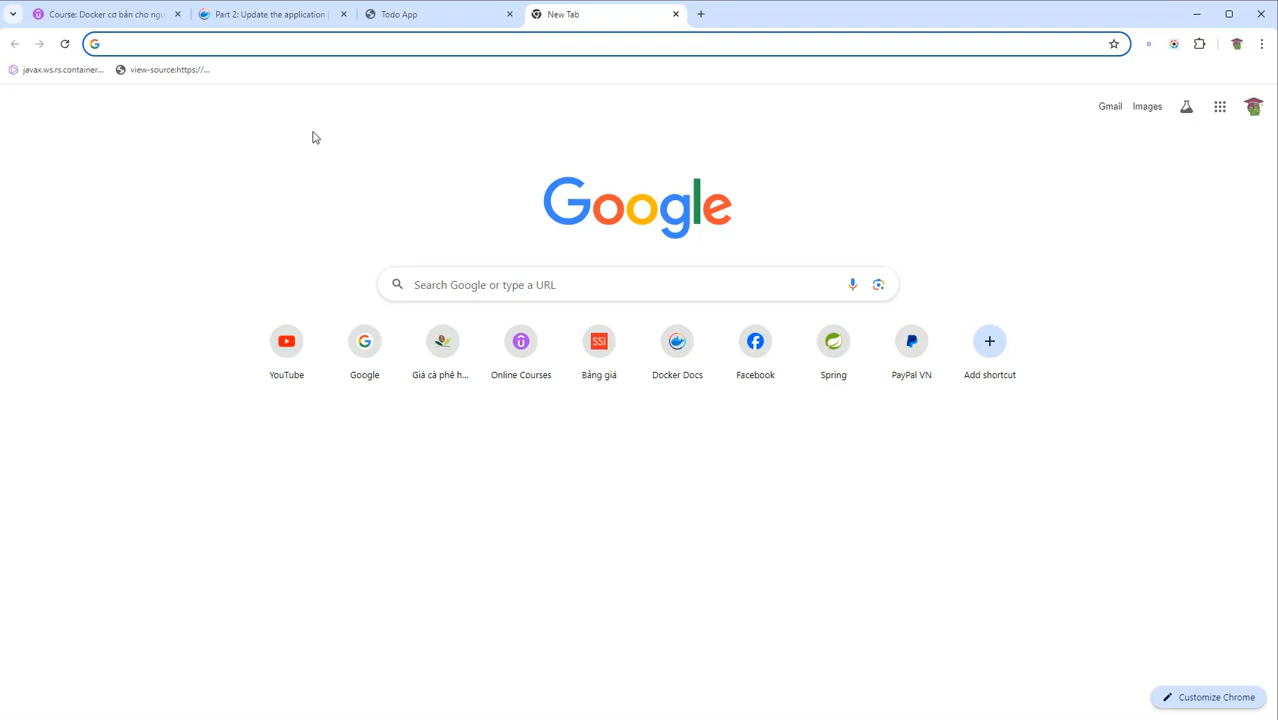 Course: Docker cơ bản cho ngu
Part 2: Update the application |
Todo App
New Tab
javax.ws.rs.container...
view-source:https://...
Gmail
Images
Google
Search Google or type a URL
SSI
YouTube
Google
Giá cà phê h...
Online Courses
Bảng giá
Docker Docs
Facebook
Spring
PayPal VN
Add shortcut
Customize Chrome